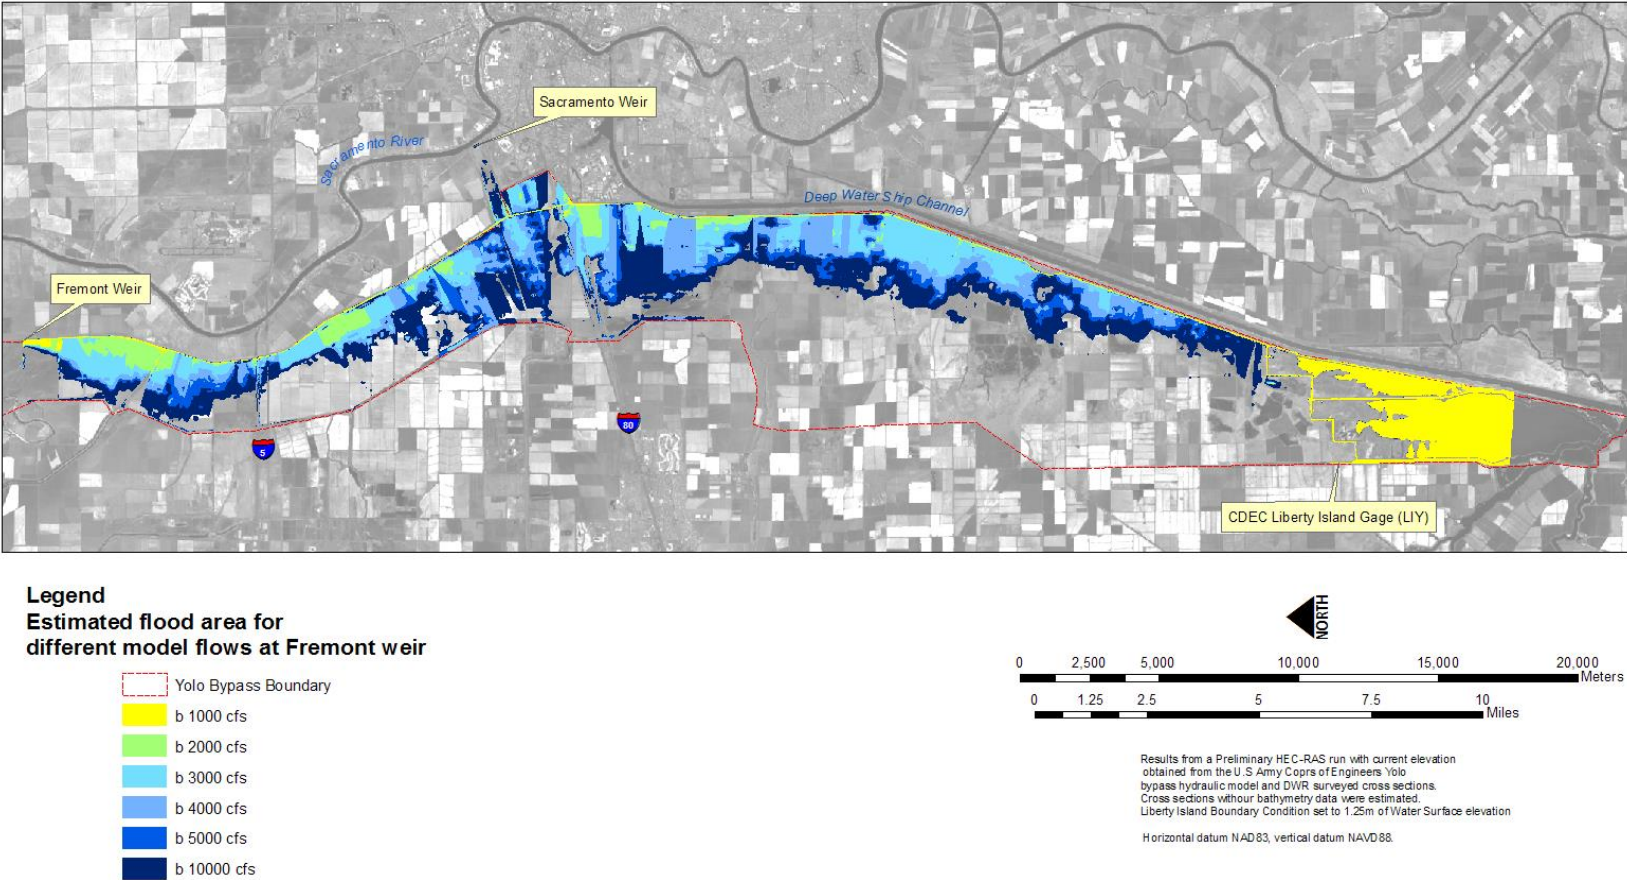 Sacramento Weir
Sacramento River
Deep Water Ship Channel
Fremont Weir
5
80
CDEC Liberty Island Gage (LIY)
Legend
Estimated flood area for
different model flows at Fremont weir
Yolo Bypass Boundary
b 1000 cfs
b 2000 cfs
b 3000 cfs
b 4000 cfs
b 5000 cfs
b 10000 cfs
NORTH
0 2,500 5,000 10,000 15,000 20,000
Meters
0 1.25 2.5 5 7.5 10
Miles
Results from a Preliminary HEC-RAS run with current elevation
obtained from the U.S Army Coprs of Engineers Yolo
bypass hydraulic model and DWR surveyed cross sections.
Cross sections withour bathymetry data were estimated.
Liberty Island Boundary Condition set to 1.25m of Water Surface elevation
Horizontal datum NAD83, vertical datum NAVD88.